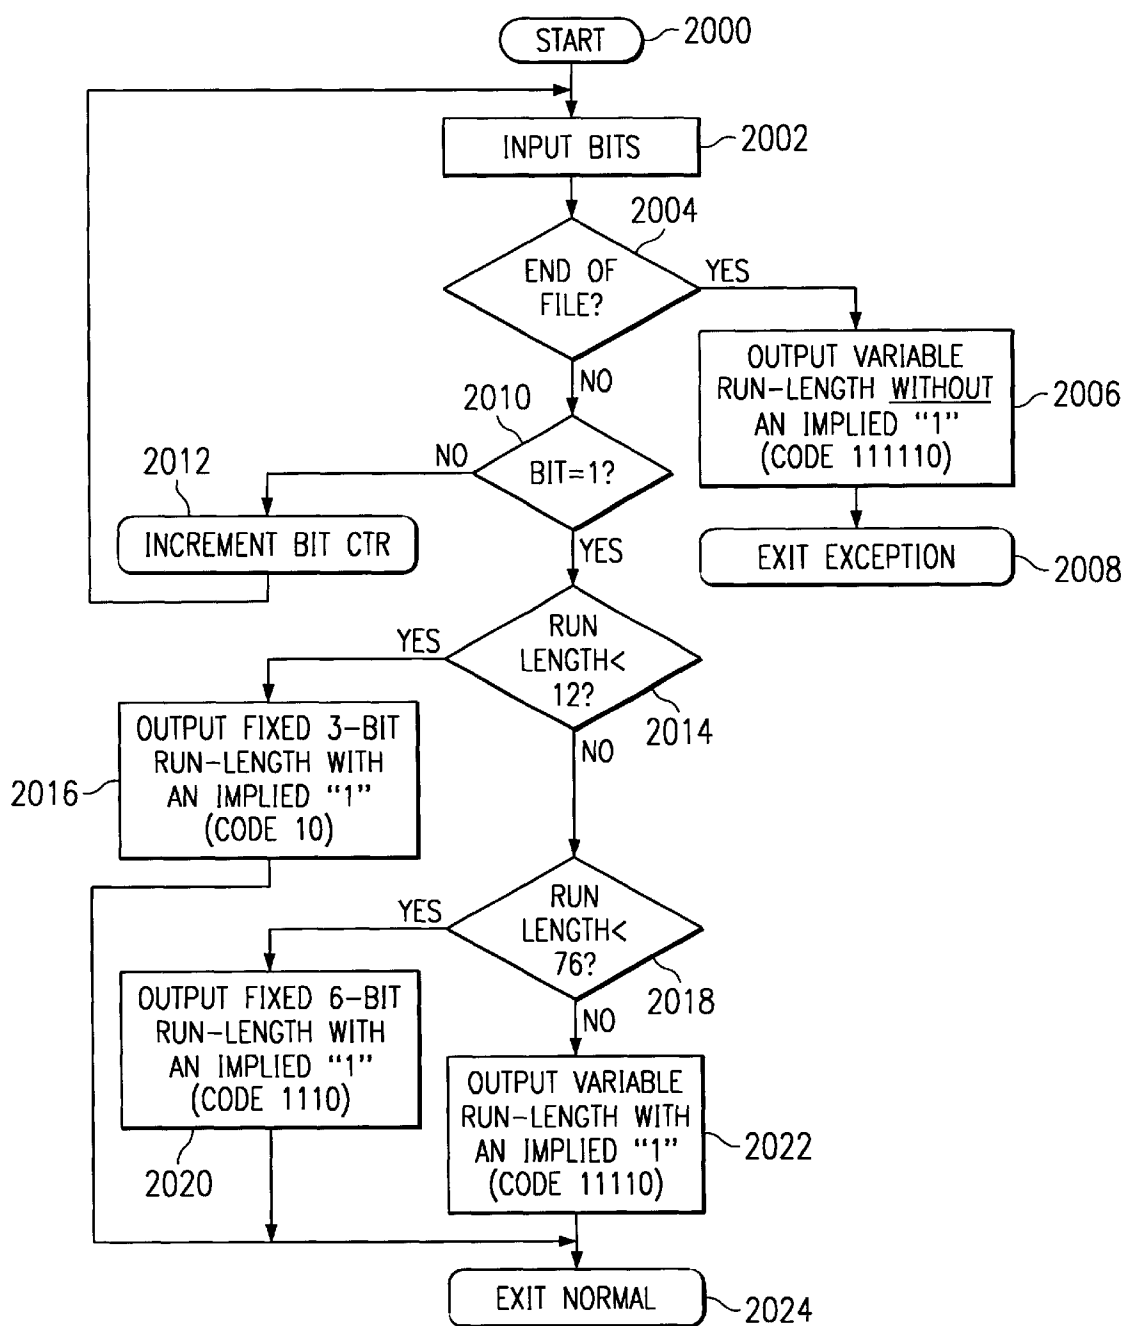 START
2000
INPUT BITS
2002
END OF
FILE?
2004
YES
NO
OUTPUT VARIABLE
RUN-LENGTH WITHOUT
AN IMPLIED “1”
(CODE 111110)
2006
EXIT EXCEPTION
2008
2010
BIT=1?
NO
YES
2012
INCREMENT BIT CTR
RUN
LENGTH<
12?
2014
YES
NO
OUTPUT FIXED 3-BIT
RUN-LENGTH WITH
AN IMPLIED “1”
(CODE 10)
2016
RUN
LENGTH<
76?
2018
YES
NO
OUTPUT FIXED 6-BIT
RUN-LENGTH WITH
AN IMPLIED “1”
(CODE 1110)
2020
OUTPUT VARIABLE
RUN-LENGTH WITH
AN IMPLIED “1”
(CODE 11110)
2022
EXIT NORMAL
2024